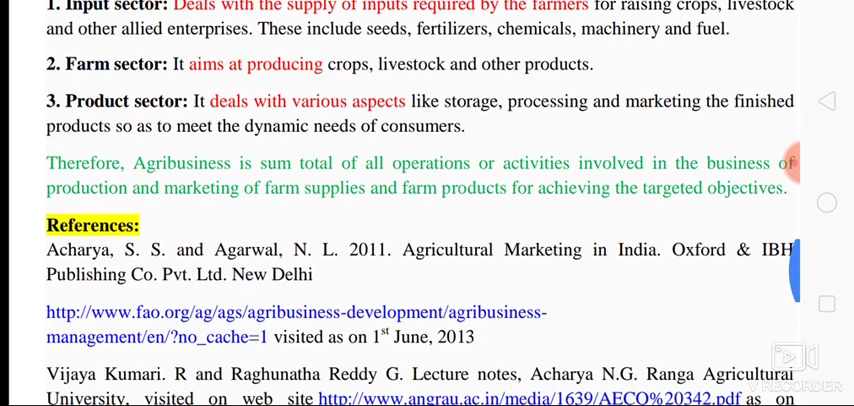 1. Input sector: Deals with the supply of inputs required by the farmers for raising crops, livestock
and other allied enterprises. These include seeds, fertilizers, chemicals, machinery and fuel.
2. Farm sector: It aims at producing crops, livestock and other products.
3. Product sector: It deals with various aspects like storage, processing and marketing the finished
products so as to meet the dynamic needs of consumers.
Therefore, Agribusiness is sum total of all operations or activities involved in the business of
production and marketing of farm supplies and farm products for achieving the targeted objectives.
References:
Acharya, S. S. and Agarwal, N. L. 2011. Agricultural Marketing in India. Oxford & IBH
Publishing Co. Pvt. Ltd. New Delhi
http://www.fao.org/ag/ags/agribusiness-development/agribusiness-
management/en/?no_cache=1 visited as on 1st June, 2013
Vijaya Kumari. R and Raghunatha Reddy G. Lecture notes, Acharya N.G. Ranga Agricultural
University, visited on web site http://www.angrau.ac.in/media/1639/AECO%20342.pdf as on
V RECORDER